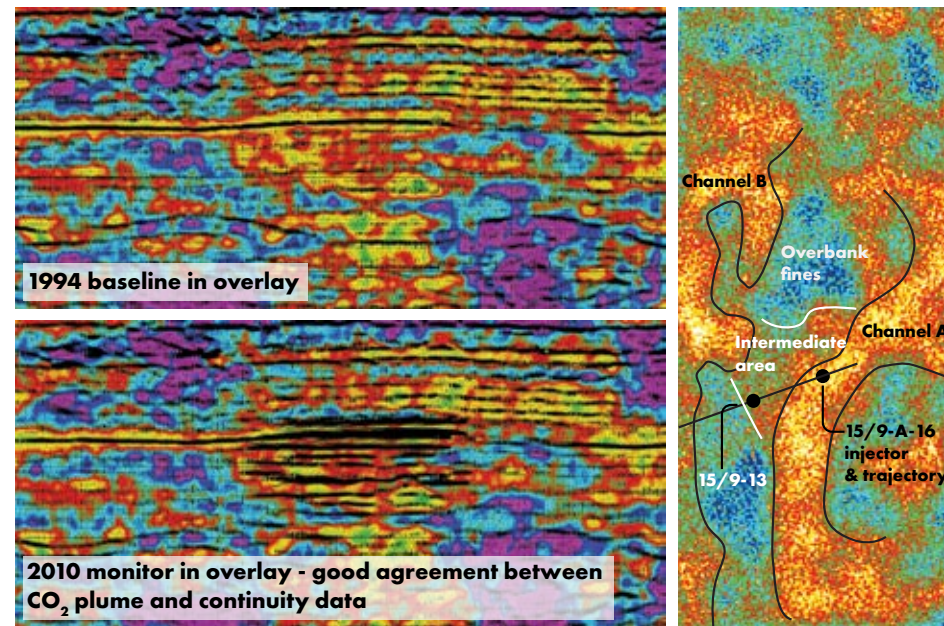 1994 baseline in overlay
2010 monitor in overlay - good agreement between
CO₂ plume and continuity data
Channel B
Overbank
fines
Channel A
Intermediate
area
15/9-A-16
injector
& trajectory
15/9-13